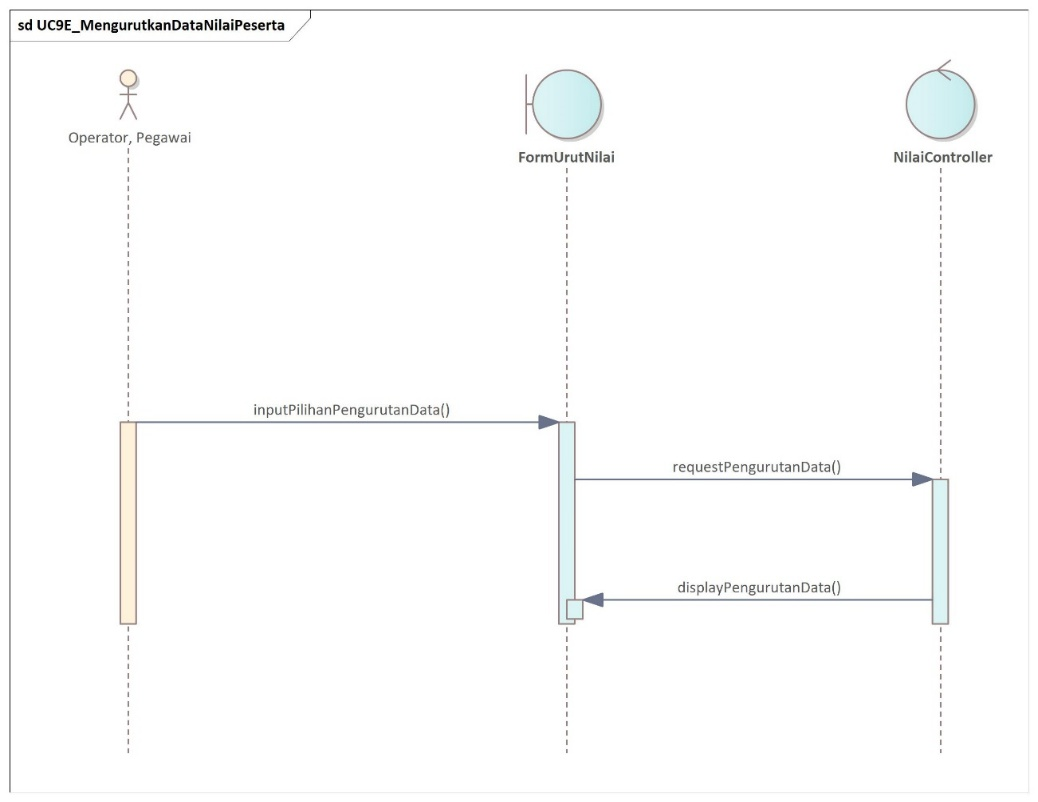 sd UC9E_MengurutkanDataNilaiPeserta
Operator, Pegawai
FormUrutNilai
NilaiController
inputPilihanPengurutanData()
requestPengurutanData()
displayPengurutanData()